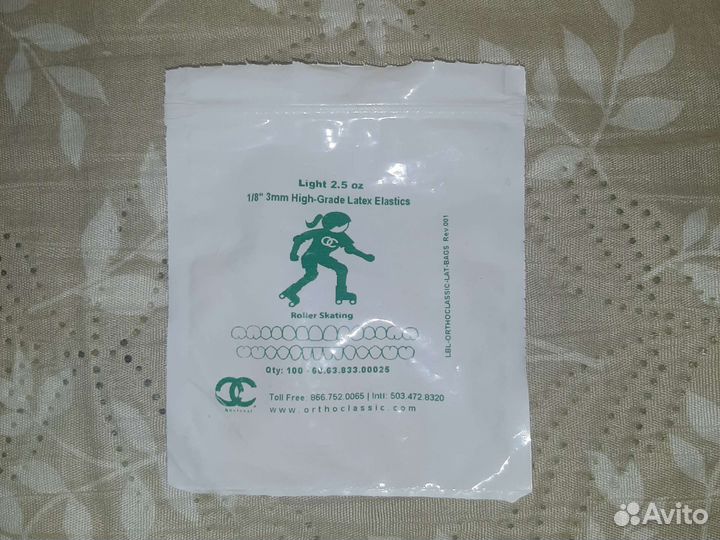 Light 2.5 oz
1/8" 3mm High-Grade Latex Elastics
OC
Roller Skating
Qty: 100 - 60.63.833.00025
Toll Free: 866.752.0065 | Intl: 503.472.8320
www.orthoclassic.com
LBL-ORTHOCLASSIC-LAT-BAGS Rev.001
Avito